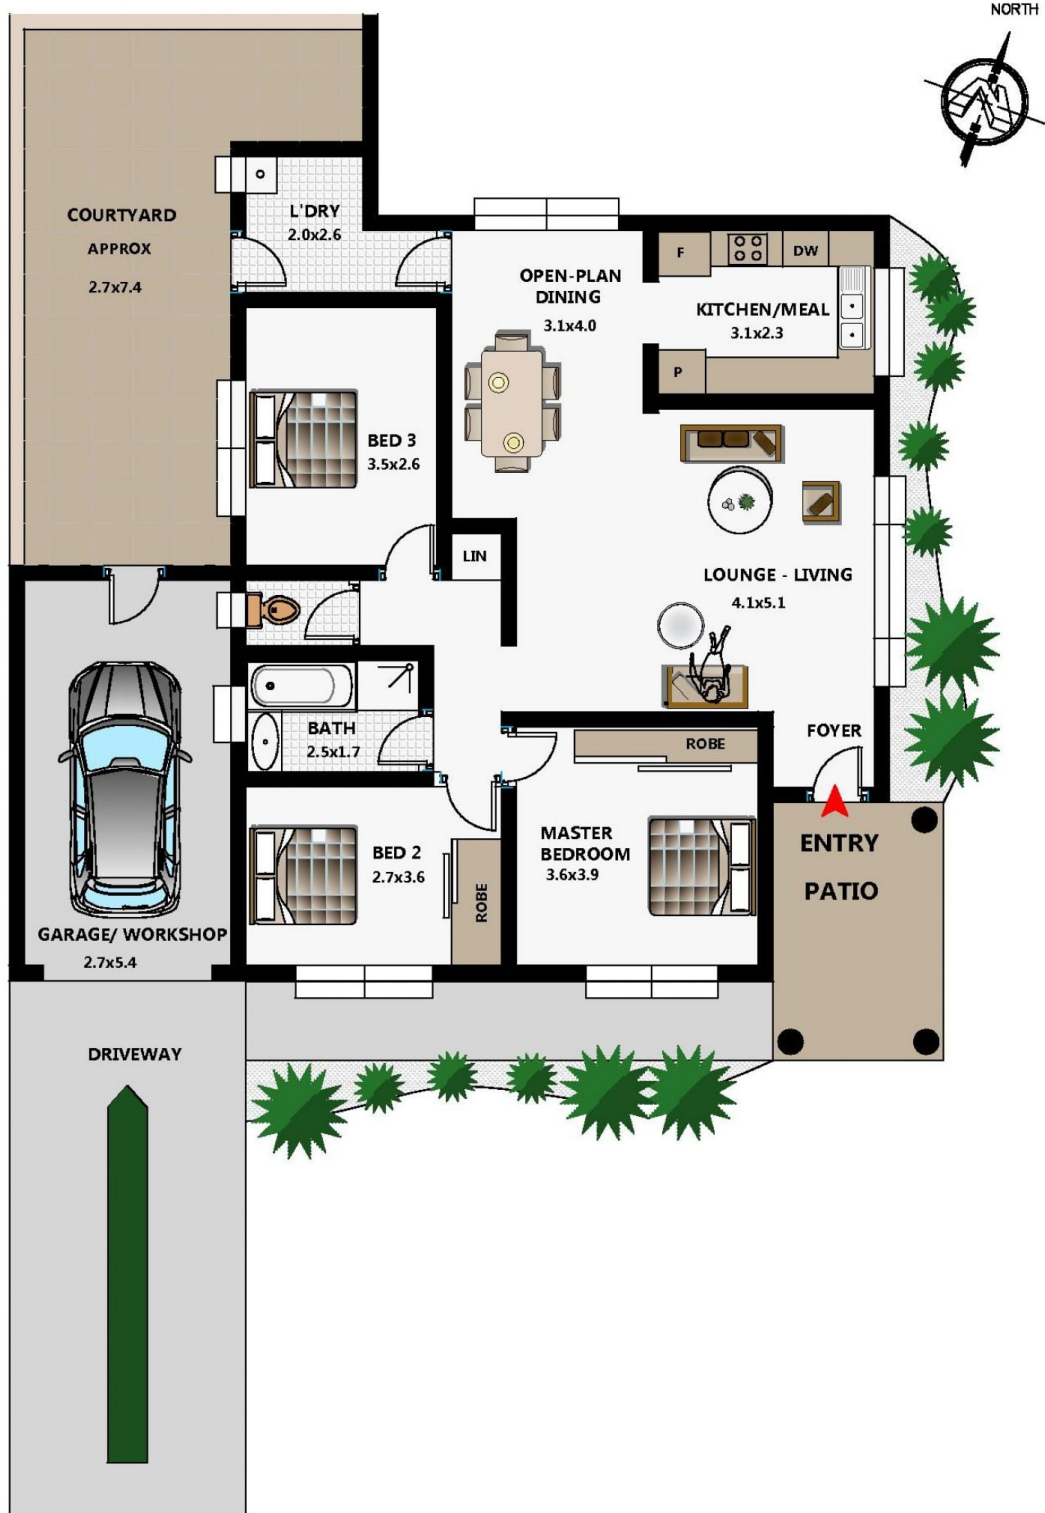 NORTH
COURTYARD
APPROX
2.7x7.4
L'DRY
2.0x2.6
OPEN-PLAN
DINING
3.1x4.0
F
DW
KITCHEN/MEAL
3.1x2.3
P
BED 3
3.5x2.6
LIN
LOUNGE - LIVING
4.1x5.1
BATH
2.5x1.7
FOYER
ROBE
MASTER
BEDROOM
3.6x3.9
BED 2
2.7x3.6
ROBE
ENTRY
PATIO
GARAGE/ WORKSHOP
2.7x5.4
DRIVEWAY